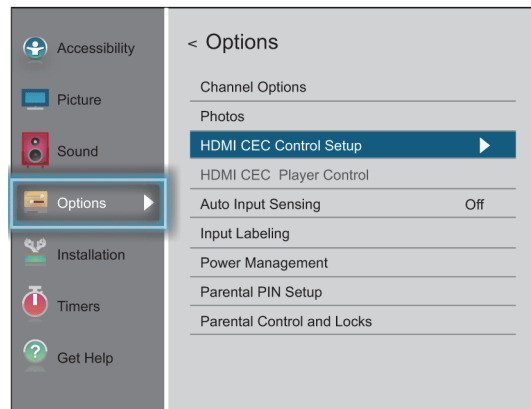 Accessibility
Picture
Sound
Options
Installation
Timers
Get Help
< Options
Channel Options
Photos
HDMI CEC Control Setup
HDMI CEC Player Control
Auto Input Sensing Off
Input Labeling
Power Management
Parental PIN Setup
Parental Control and Locks